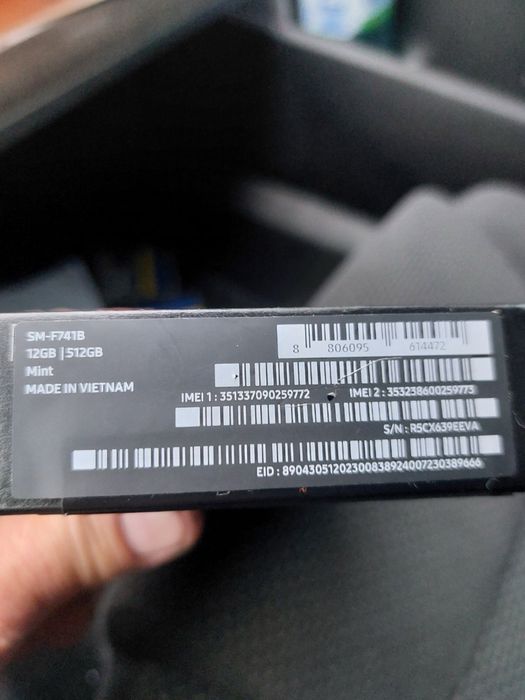 SM-F741B
12GB | 512GB
Mint
MADE IN VIETNAM
8 806095 614472
IMEI 1 : 351337090259772 IMEI 2 : 353238600259773
S/N : R5CX639EEVA
EID : 89043051202300838924007230389666